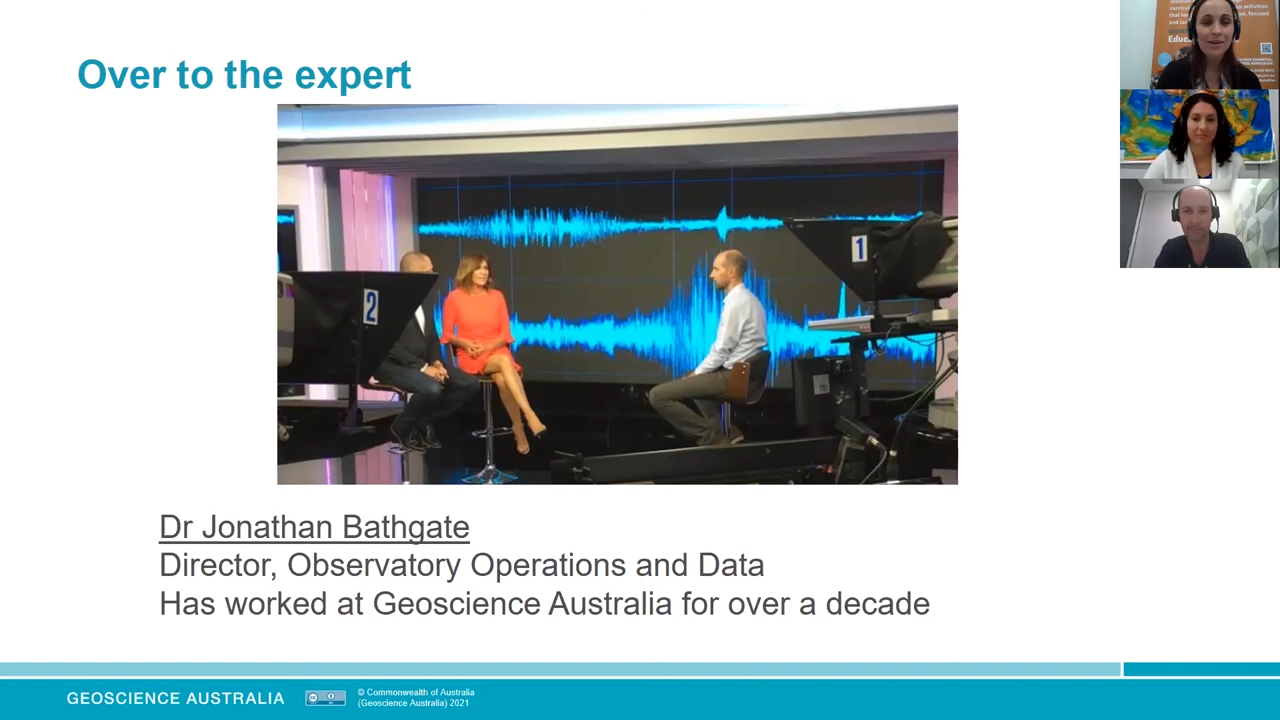 Over to the expert
2
1
Dr Jonathan Bathgate
Director, Observatory Operations and Data
Has worked at Geoscience Australia for over a decade
GEOSCIENCE AUSTRALIA
© Commonwealth of Australia
(Geoscience Australia) 2021